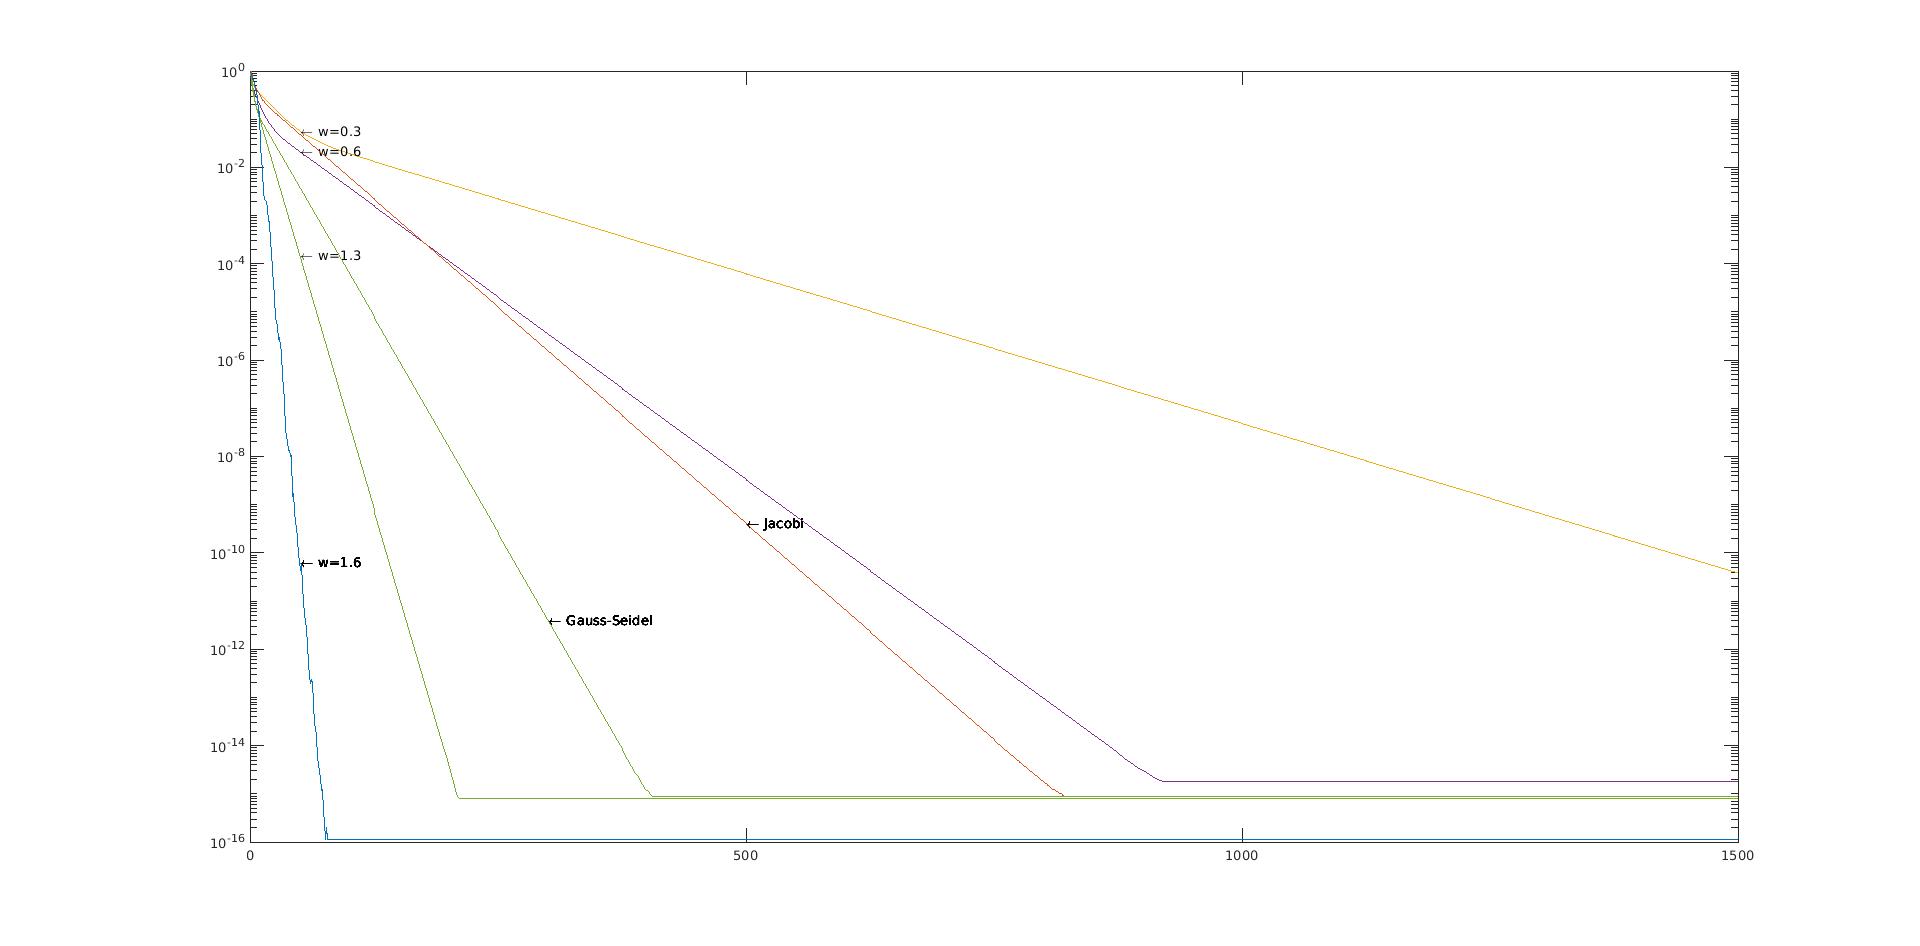 10^0
← w=0.3
← w=0.6
10^-2
← w=1.3
10^-4
10^-6
10^-8
← Jacobi
10^-10
← w=1.6
← Gauss-Seidel
10^-12
10^-14
10^-16
0 500 1000 1500